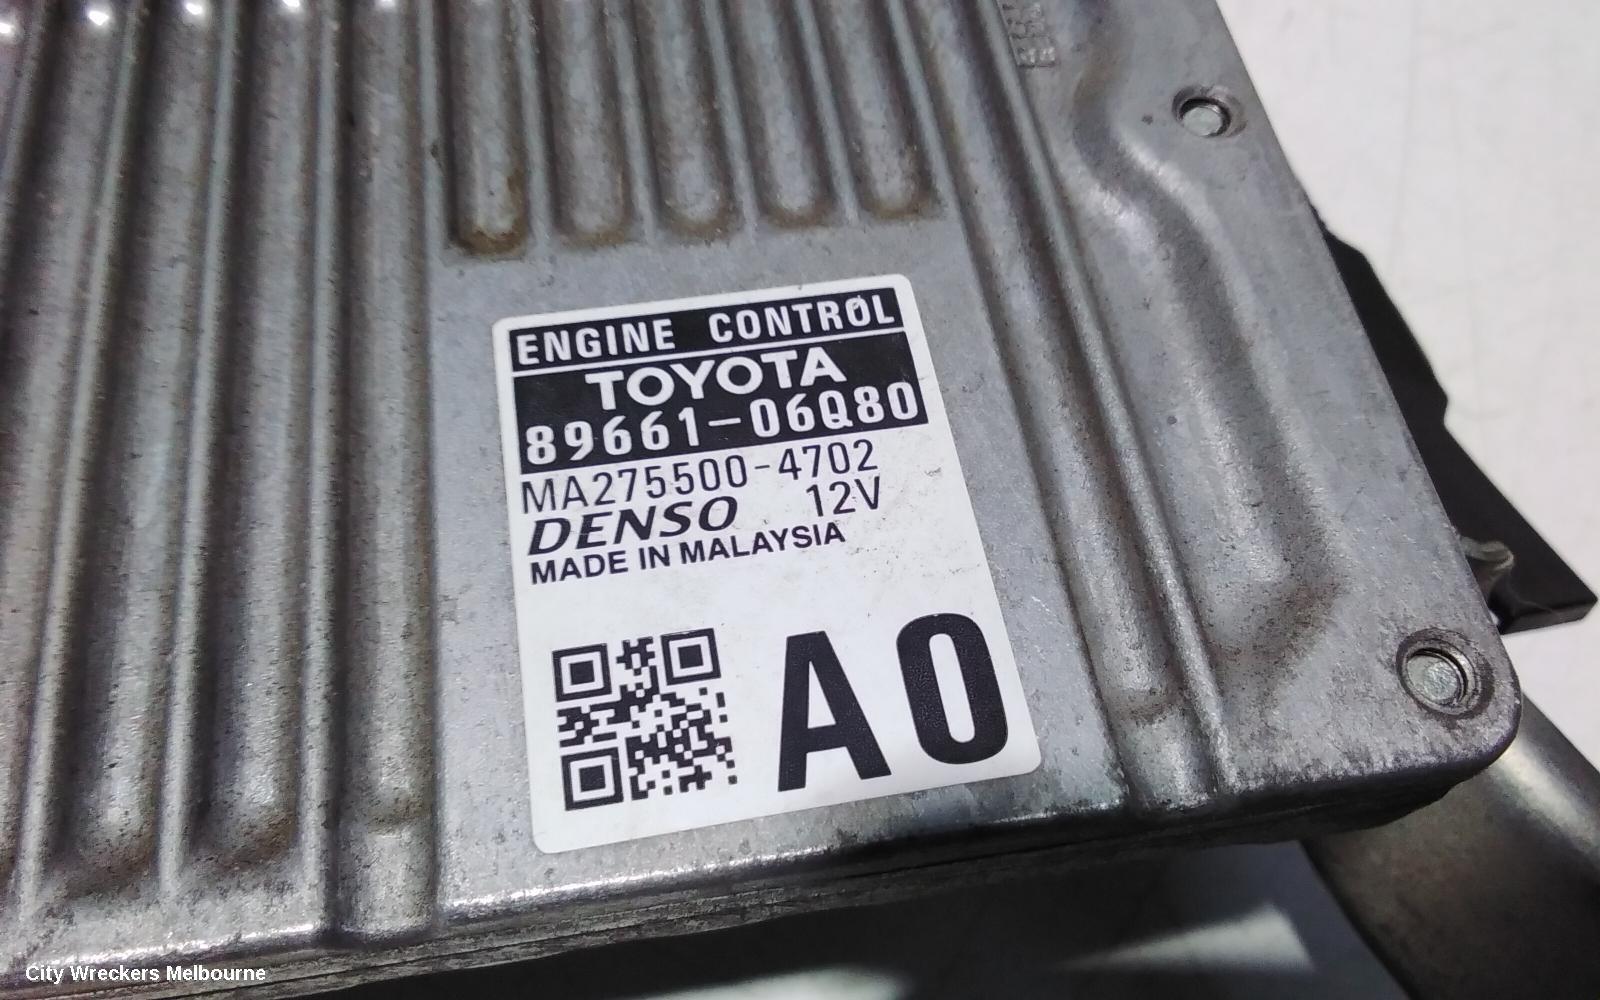 ENGINE CONTROL
TOYOTA
89661-06Q80
MA275500-4702
DENSO 12V
MADE IN MALAYSIA
A0
City Wreckers Melbourne